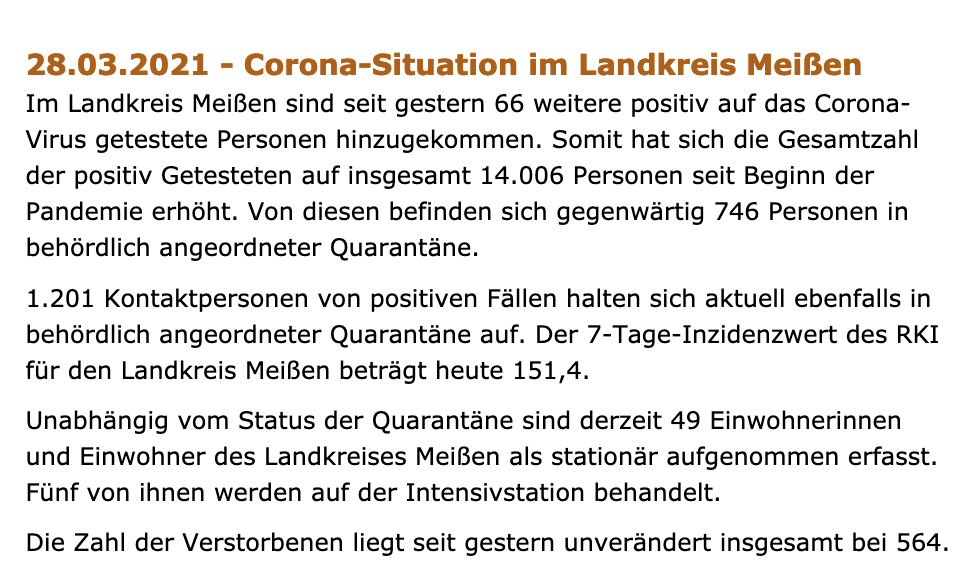 28.03.2021 - Corona-Situation im Landkreis Meißen
Im Landkreis Meißen sind seit gestern 66 weitere positiv auf das Corona-
Virus getestete Personen hinzugekommen. Somit hat sich die Gesamtzahl
der positiv Getesteten auf insgesamt 14.006 Personen seit Beginn der
Pandemie erhöht. Von diesen befinden sich gegenwärtig 746 Personen in
behördlich angeordneter Quarantäne.
1.201 Kontaktpersonen von positiven Fällen halten sich aktuell ebenfalls in
behördlich angeordneter Quarantäne auf. Der 7-Tage-Inzidenzwert des RKI
für den Landkreis Meißen beträgt heute 151,4.
Unabhängig vom Status der Quarantäne sind derzeit 49 Einwohnerinnen
und Einwohner des Landkreises Meißen als stationär aufgenommen erfasst.
Fünf von ihnen werden auf der Intensivstation behandelt.
Die Zahl der Verstorbenen liegt seit gestern unverändert insgesamt bei 564.